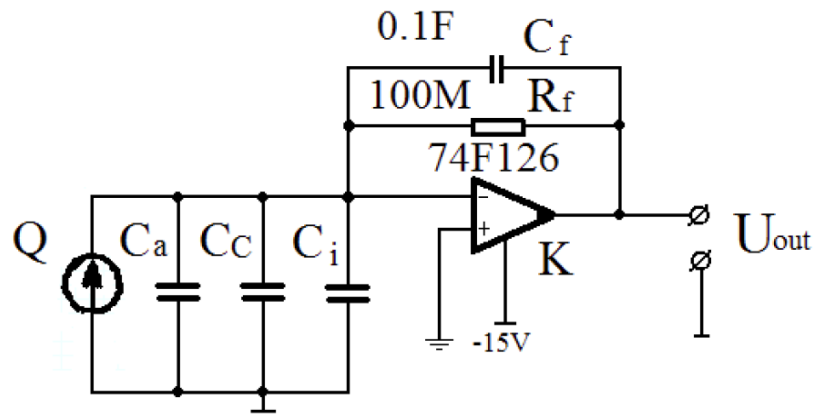 0.1F C f
100M R f
74F126
Q C a C C C i K U out
-15V